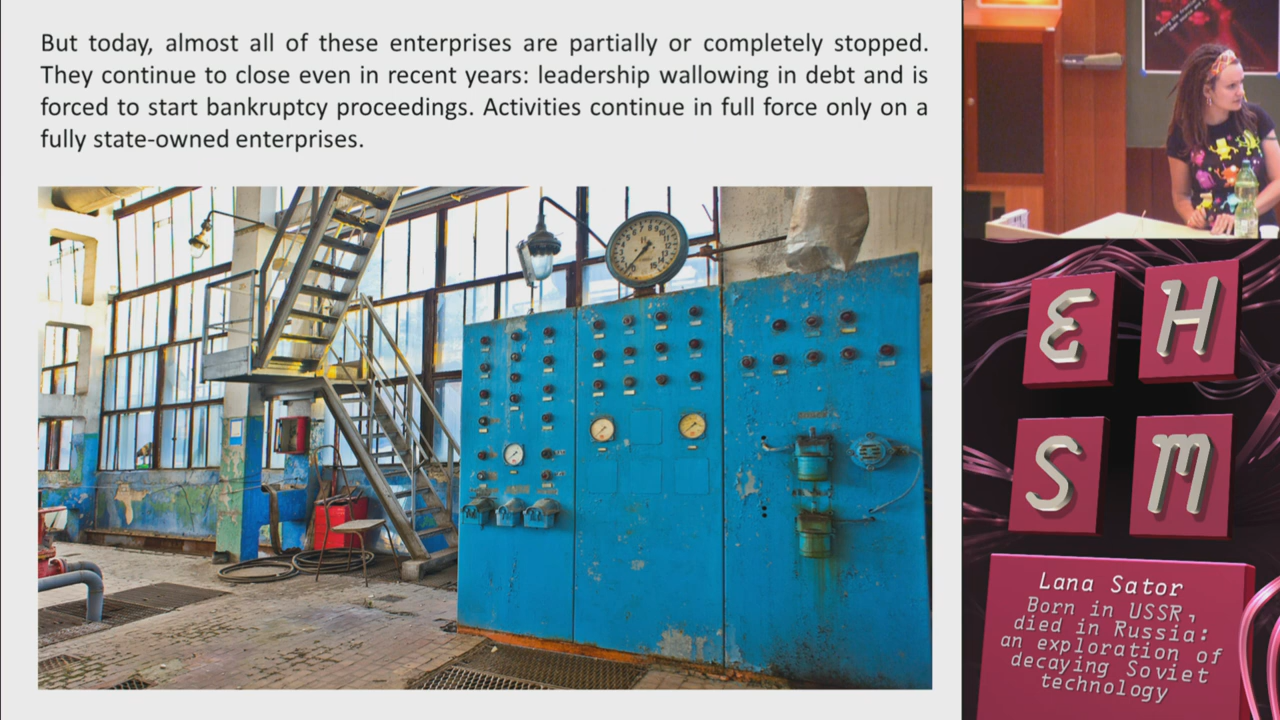 But today, almost all of these enterprises are partially or completely stopped.
They continue to close even in recent years: leadership wallowing in debt and is
forced to start bankruptcy proceedings. Activities continue in full force only on a
fully state-owned enterprises.
E H
S M
Lana Sator
Born in USSR,
died in Russia:
an exploration of
decaying Soviet
technology